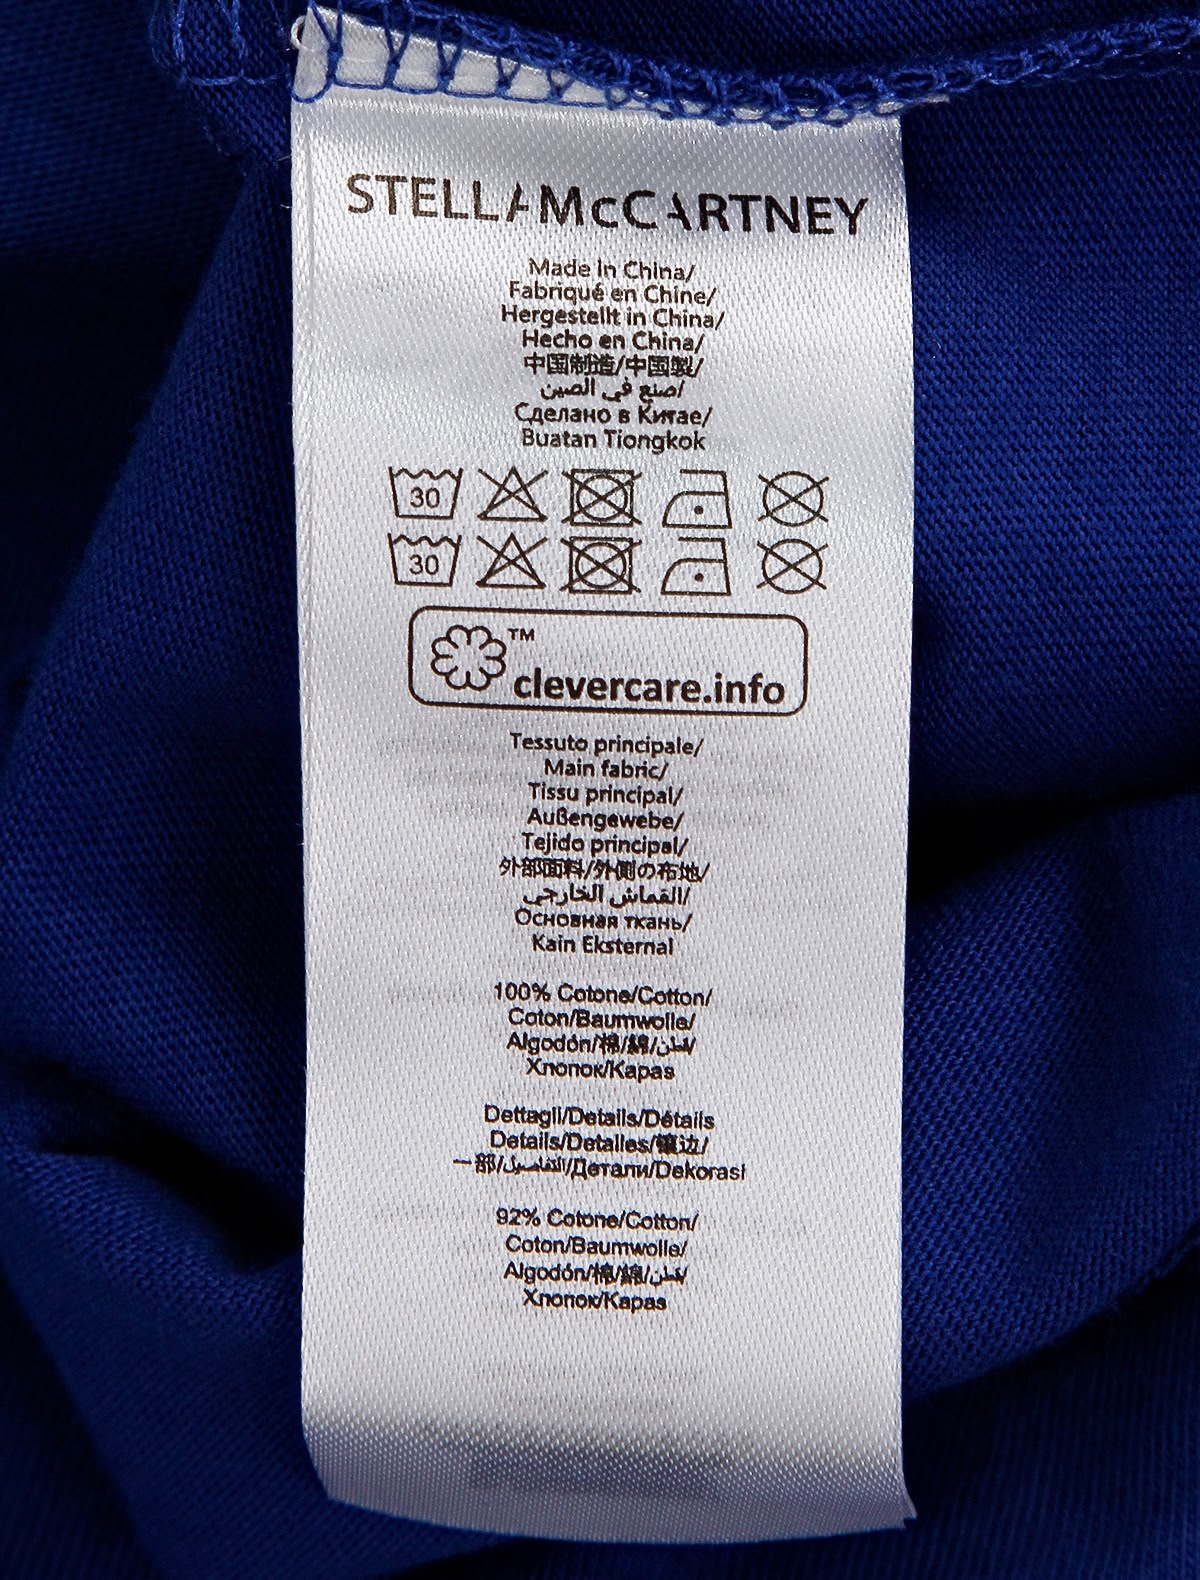 STELLAMcCARTNEY
Made in China/
Fabriqué en Chine/
Hergestellt in China/
Hecho en China/
中国制造/中国製/
صنع في الصين/
Сделано в Китае/
Buatan Tiongkok
30
30
™
clevercare.info
Tessuto principale/
Main fabric/
Tissu principal/
Außengewebe/
Tejido principal/
外部面料/外側の布地/
القماش الخارجي/
Основная ткань/
Kain Eksternal
100% Cotone/Cotton/
Coton/Baumwolle/
Algodón/棉/綿/قطن/
Хлопок/Kapas
Dettagli/Details/Détails
Details/Detalles/镶边/
一部/التفاصيل/Детали/Dekorasi
92% Cotone/Cotton/
Coton/Baumwolle/
Algodón/棉/綿/قطن/
Хлопок/Kapas